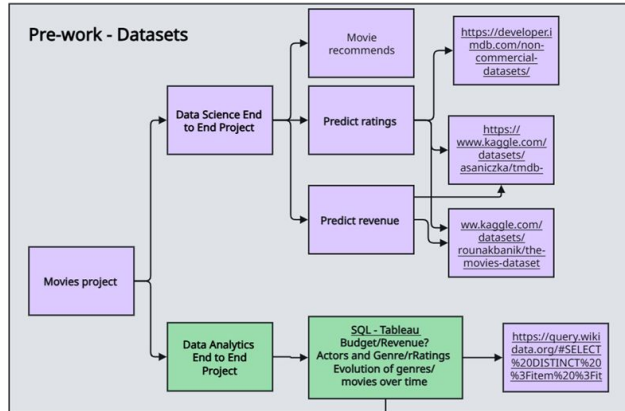 Pre-work - Datasets
Movie
recommends
https://developer.i
mdb.com/non-
commercial-
datasets/
Data Science End
to End Project
Predict ratings
https://
www.kaggle.com/
datasets/
asaniczka/tmdb-
Predict revenue
ww.kaggle.com/
datasets/
rounakbanik/the-
movies-dataset
Movies project
Data Analytics
End to End
Project
SQL - Tableau
Budget/Revenue?
Actors and Genre/rRatings
Evolution of genres/
movies over time
https://query.wiki
data.org/#SELECT
%20DISTINCT%20
%3Fitem%20%3Fit